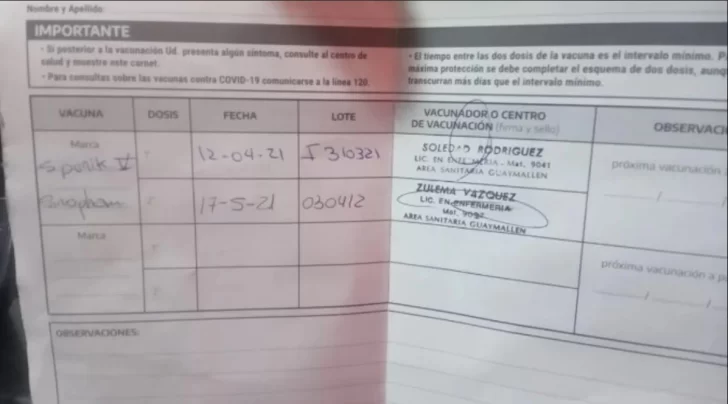 Nombre y Apellido:
IMPORTANTE
• Si posterior a la vacunación Ud. presenta algún síntoma, consulte al centro de
salud y muestre este carnet.
• Para consultas sobre las vacunas contra COVID-19 comunicarse a la línea 120.
• El tiempo entre las dos dosis de la vacuna es el intervalo mínimo.
máxima protección se debe completar el esquema de dos dosis, aunq
transcurran más días que el intervalo mínimo.
VACUNA DOSIS FECHA LOTE VACUNADOR O CENTRO
DE VACUNACIÓN (firma y sello) OBSERVACI
Marca
Sputnik V 12-04-21 I310321 SOLEDAD RODRIGUEZ
LIC. EN ENFERMERIA - Mat. 9041
AREA SANITARIA GUAYMALLEN
próxima vacunación a
Sinopharm 17-5-21 030412 ZULEMA VAZQUEZ
LIC. EN ENFERMERIA
Mat.
AREA SANITARIA GUAYMALLEN
Marca
próxima vacunación a pa
OBSERVACIONES: